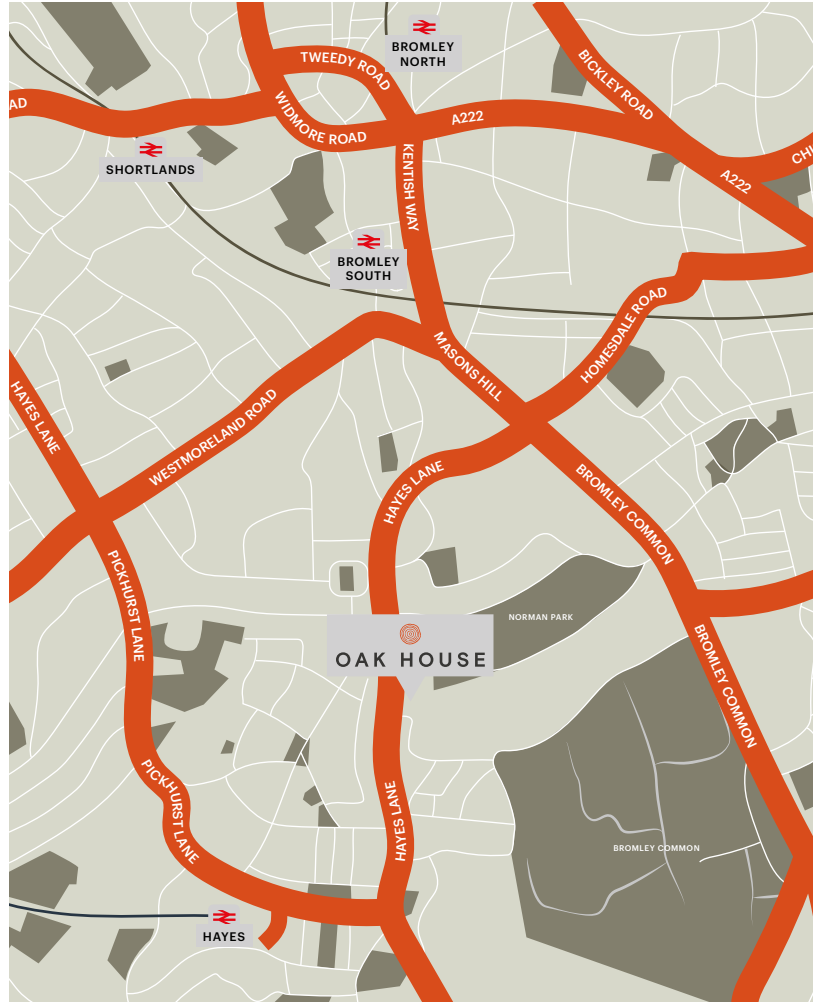 BROMLEY
NORTH
TWEEDY ROAD
BICKLEY ROAD
AD
WIDMORE ROAD
A222
KENTISH WAY
CHI
A222
SHORTLANDS
BROMLEY
SOUTH
HOMESDALE ROAD
MASONS HILL
HAYES LANE
WESTMORELAND ROAD
HAYES LANE
BROMLEY COMMON
PICKHURST LANE
NORMAN PARK
OAK HOUSE
BROMLEY COMMON
PICKHURST LANE
HAYES LANE
BROMLEY COMMON
HAYES